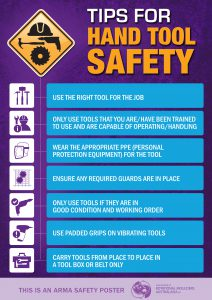 TIPS FOR
HAND TOOL
SAFETY
USE THE RIGHT TOOL FOR THE JOB
ONLY USE TOOLS THAT YOU ARE/HAVE BEEN TRAINED
TO USE AND ARE CAPABLE OF OPERATING/HANDLING
WEAR THE APPROPRIATE PPE (PERSONAL
PROTECTION EQUIPMENT) FOR THE TOOL
ENSURE ANY REQUIRED GUARDS ARE IN PLACE
ONLY USE TOOLS IF THEY ARE IN
GOOD CONDITION AND WORKING ORDER
USE PADDED GRIPS ON VIBRATING TOOLS
CARRY TOOLS FROM PLACE TO PLACE IN
A TOOL BOX OR BELT ONLY
THIS IS AN ARMA SAFETY POSTER